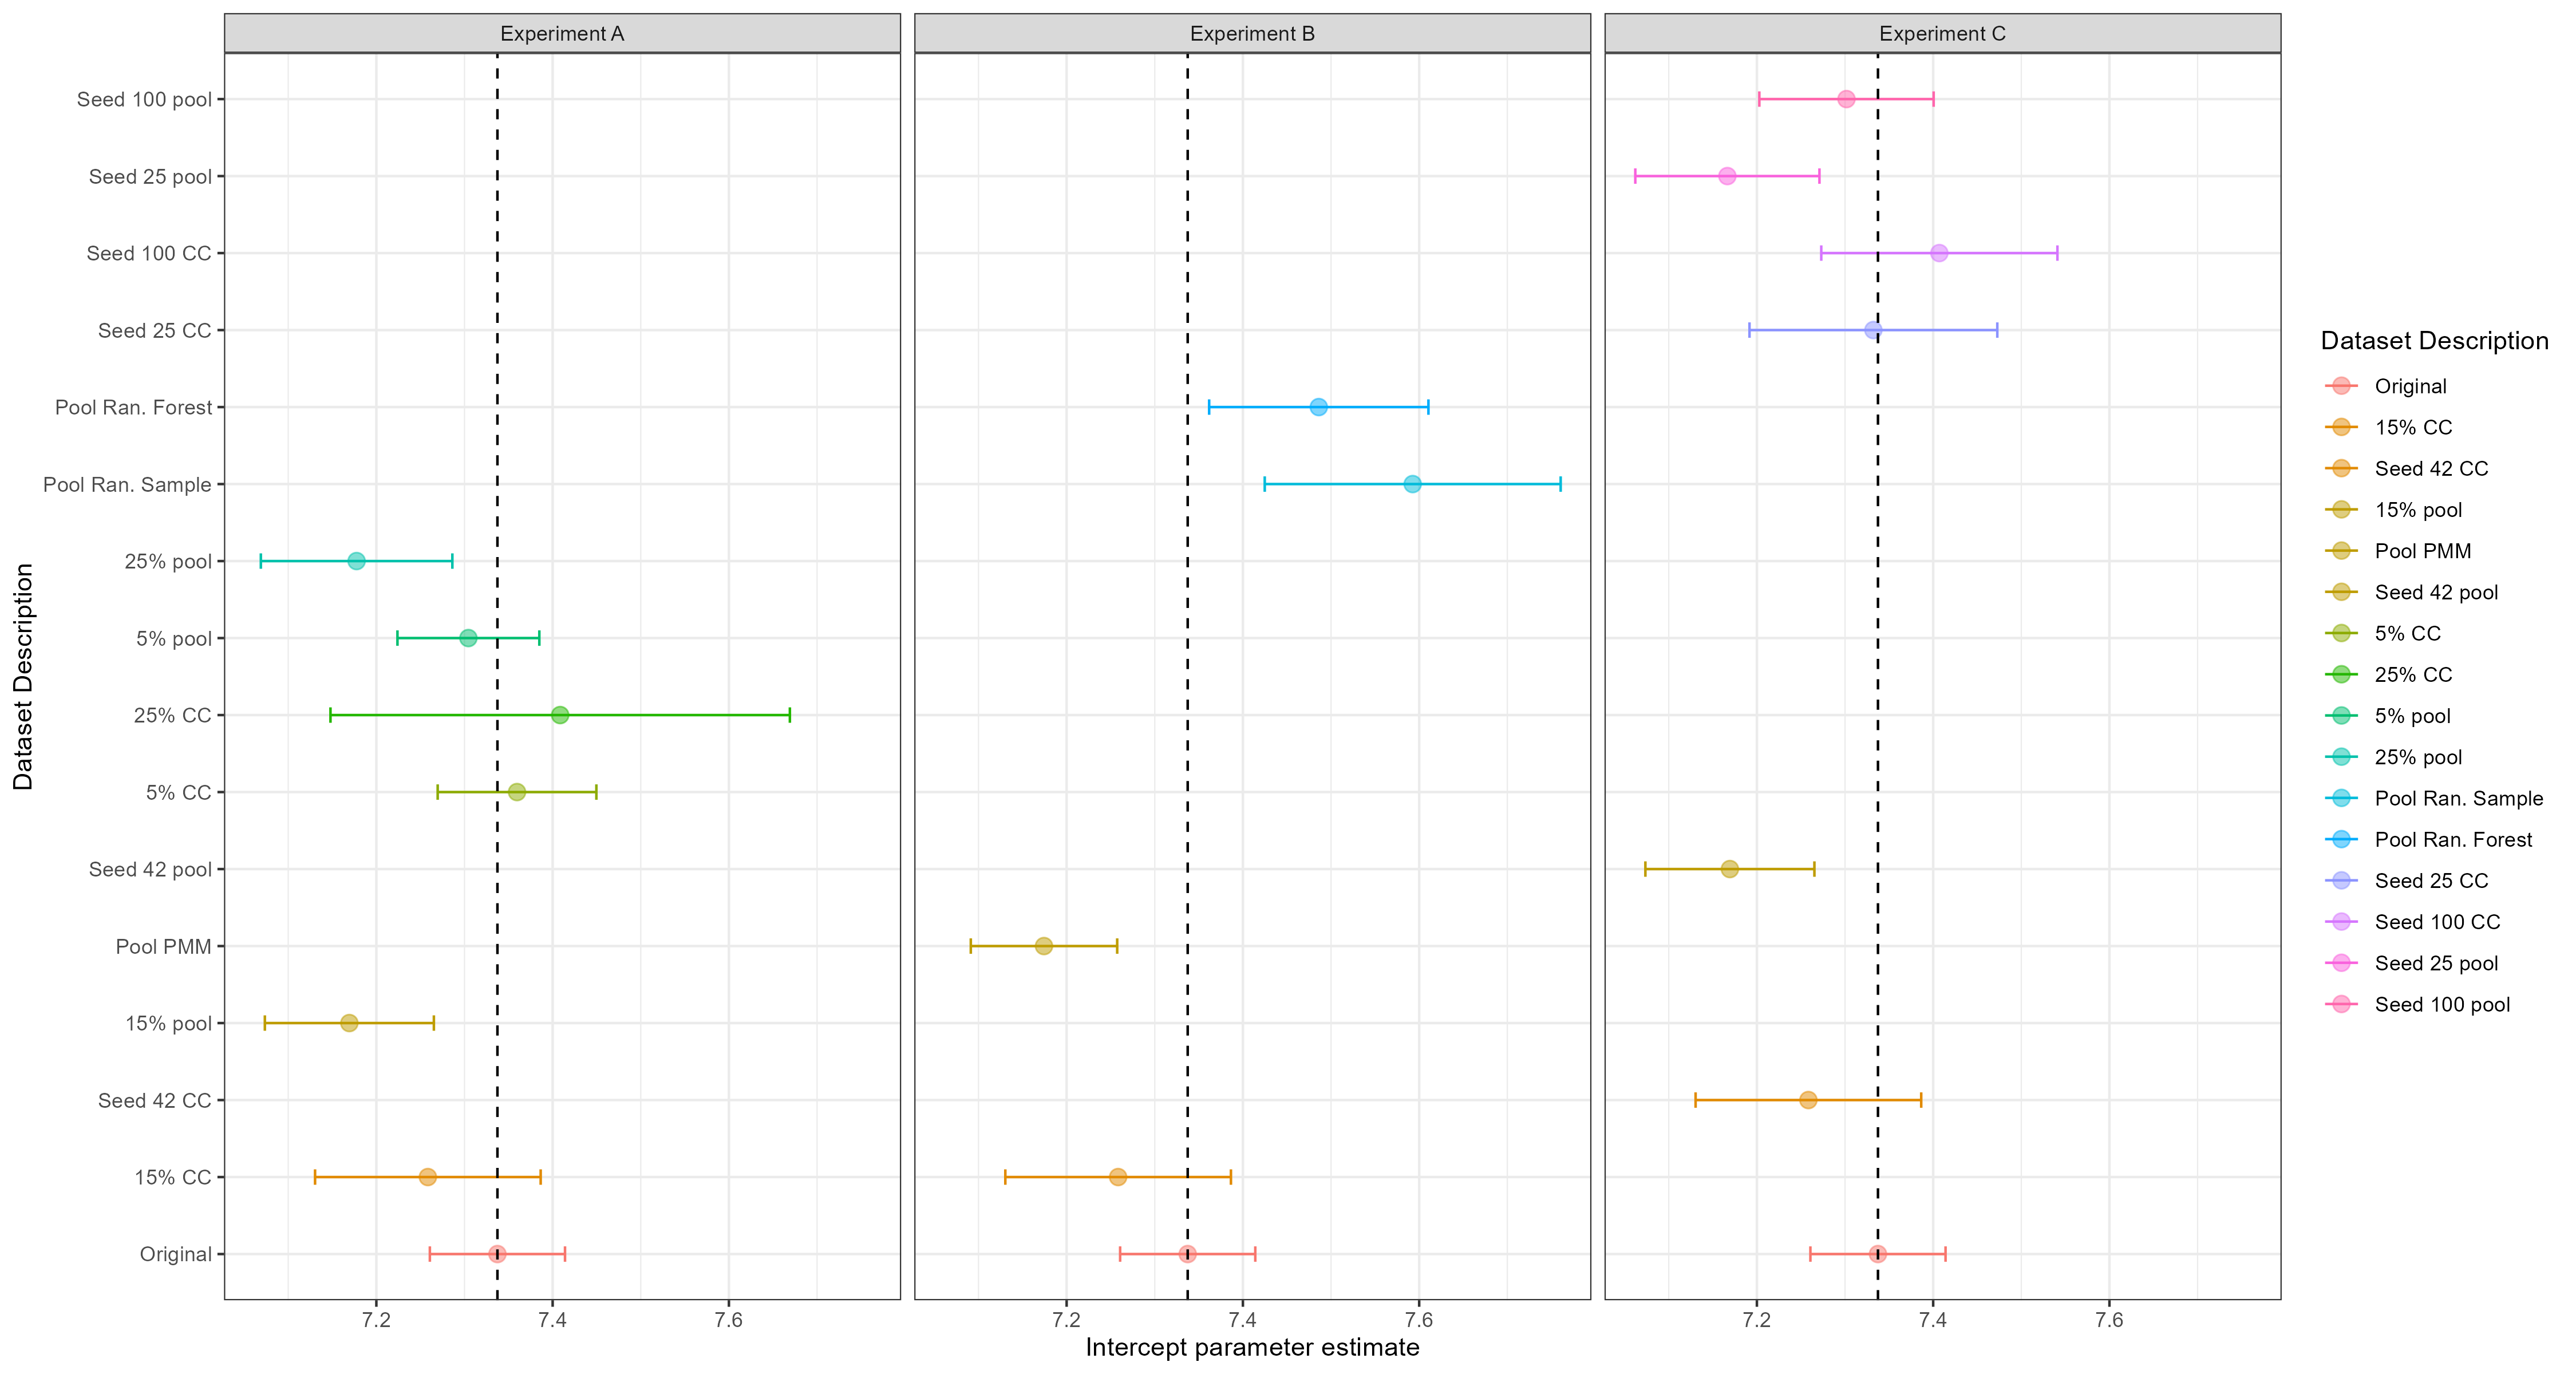 Experiment A
Experiment B
Experiment C
Seed 100 pool
Seed 25 pool
Seed 100 CC
Seed 25 CC
Pool Ran. Forest
Pool Ran. Sample
25% pool
5% pool
25% CC
5% CC
Seed 42 pool
Pool PMM
15% pool
Seed 42 CC
15% CC
Original
Dataset Description
7.2 7.4 7.6
7.2 7.4 7.6
7.2 7.4 7.6
Intercept parameter estimate
Dataset Description
Original
15% CC
Seed 42 CC
15% pool
Pool PMM
Seed 42 pool
5% CC
25% CC
5% pool
25% pool
Pool Ran. Sample
Pool Ran. Forest
Seed 25 CC
Seed 100 CC
Seed 25 pool
Seed 100 pool